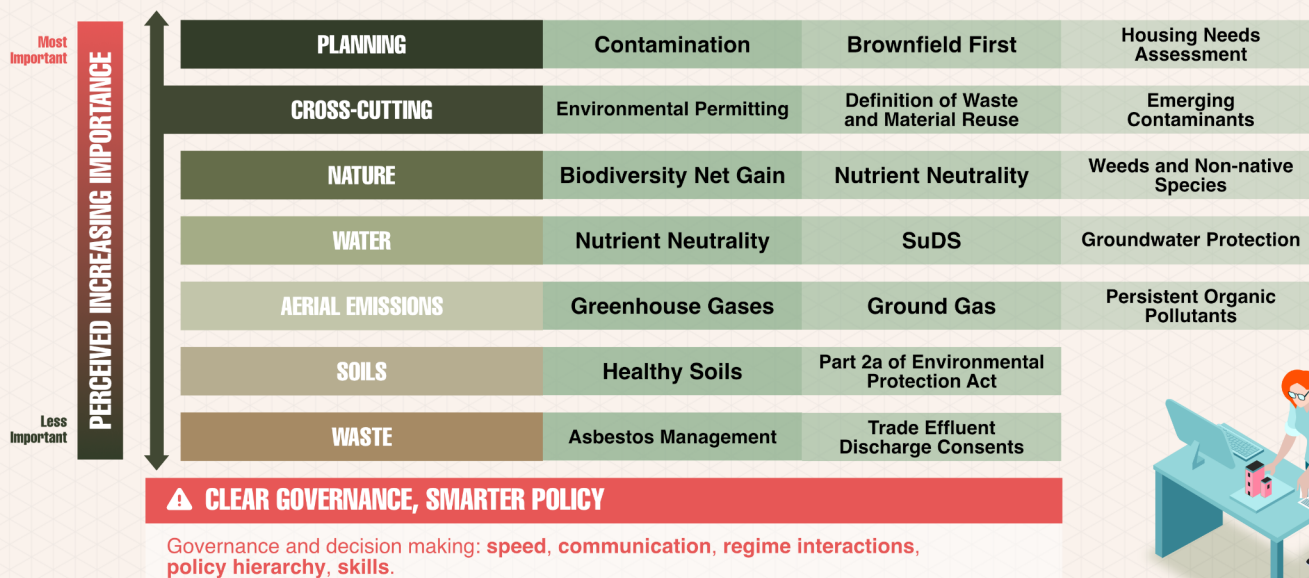 Most
Important
PERCEIVED INCREASING IMPORTANCE
Less
Important
PLANNING
Contamination
Brownfield First
Housing Needs
Assessment
CROSS-CUTTING
Environmental Permitting
Definition of Waste
and Material Reuse
Emerging
Contaminants
NATURE
Biodiversity Net Gain
Nutrient Neutrality
Weeds and Non-native
Species
WATER
Nutrient Neutrality
SuDS
Groundwater Protection
AERIAL EMISSIONS
Greenhouse Gases
Ground Gas
Persistent Organic
Pollutants
SOILS
Healthy Soils
Part 2a of Environmental
Protection Act
WASTE
Asbestos Management
Trade Effluent
Discharge Consents
CLEAR GOVERNANCE, SMARTER POLICY
Governance and decision making: speed, communication, regime interactions,
policy hierarchy, skills.